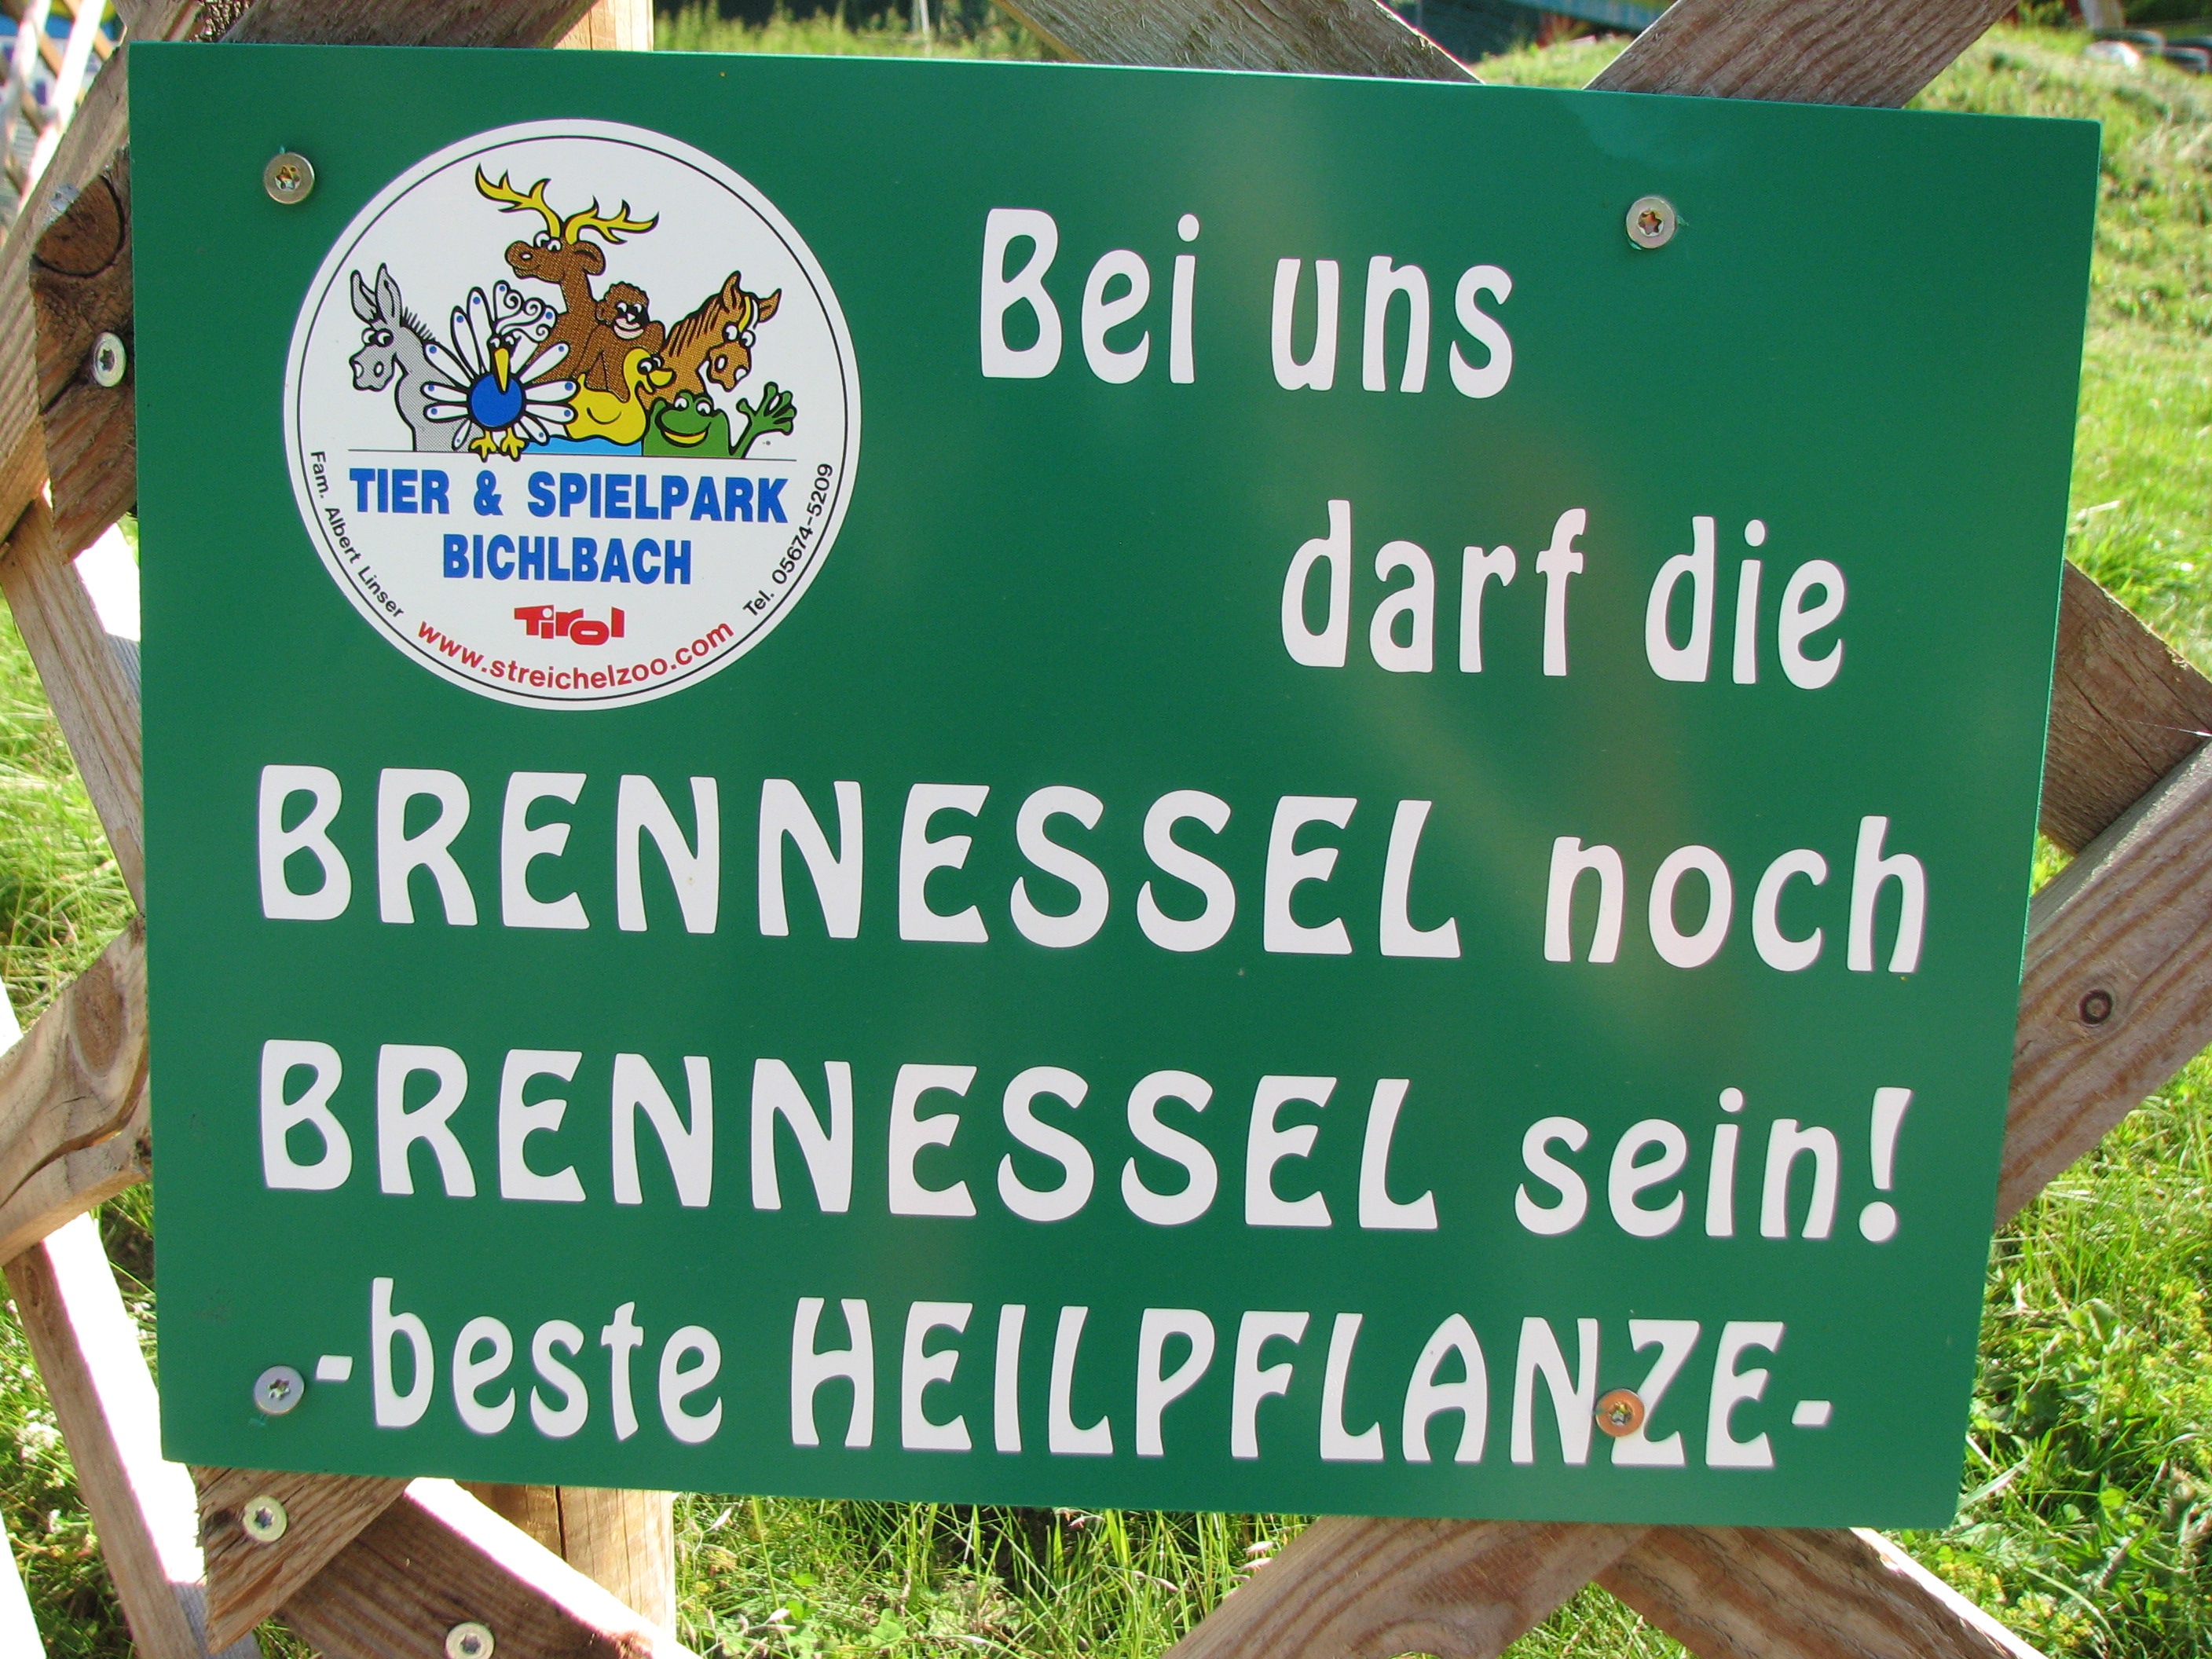 Bei uns
darf die
BRENNESSEL noch
BRENNESSEL sein!
-beste HEILPFLANZE-
TIER & SPIELPARK
BICHLBACH
Tirol
Fam. Albert Linser
www.streichelzoo.com
Tel. 05674-5209